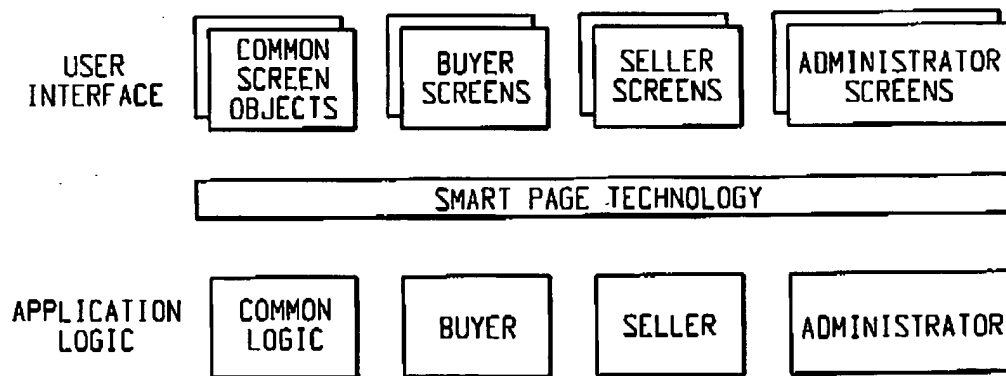 USER
INTERFACE
COMMON
SCREEN
OBJECTS
BUYER
SCREENS
SELLER
SCREENS
ADMINISTRATOR
SCREENS
SMART PAGE TECHNOLOGY
APPLICATION
LOGIC
COMMON
LOGIC
BUYER
SELLER
ADMINISTRATOR